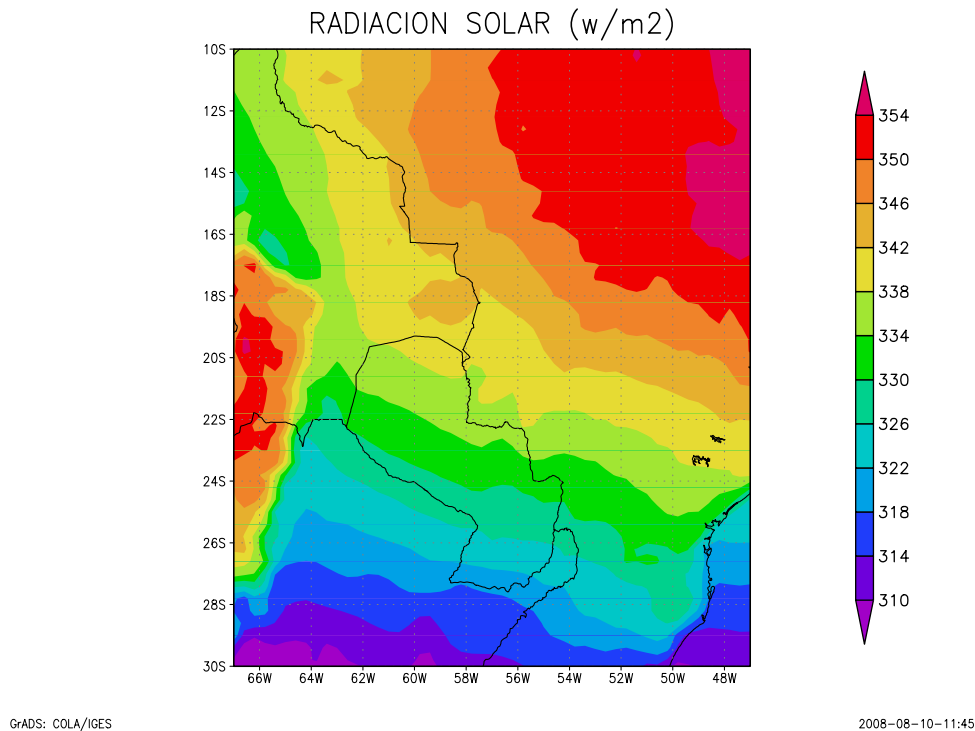 RADIACION SOLAR (w/m2)
10S
12S
14S
16S
18S
20S
22S
24S
26S
28S
30S
66W 64W 62W 60W 58W 56W 54W 52W 50W 48W
354
350
346
342
338
334
330
326
322
318
314
310
GrADS: COLA/IGES 2008-08-10-11:45